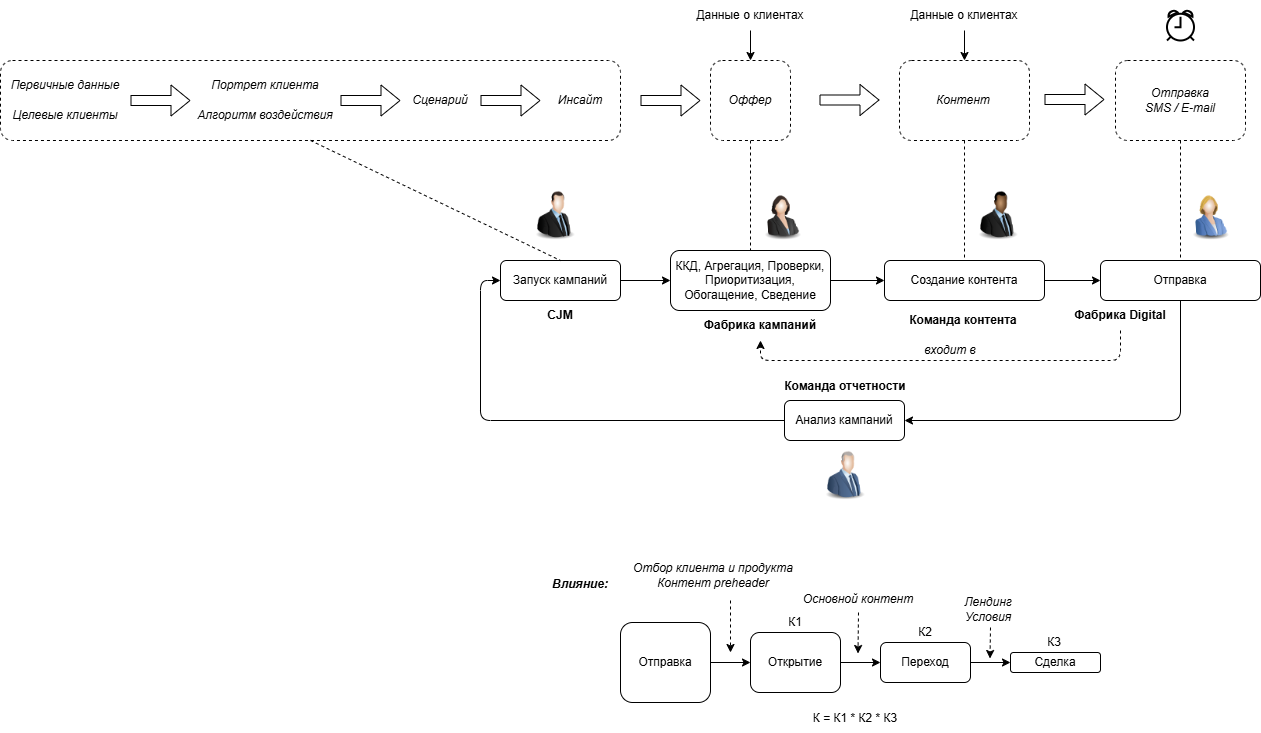 Данные о клиентах
Данные о клиентах
Первичные данные
Целевые клиенты
Портрет клиента
Алгоритм воздействия
Сценарий
Инсайт
Оффер
Контент
Отправка
SMS / E-mail
Запуск кампаний
CJM
ККД, Агрегация, Проверки,
Приоритизация,
Обогащение, Сведение
Фабрика кампаний
Создание контента
Команда контента
Отправка
Фабрика Digital
входит в
Команда отчетности
Анализ кампаний
Влияние:
Отбор клиента и продукта
Контент preheader
Основной контент
Лендинг
Условия
Отправка
К1
Открытие
К2
Переход
К3
Сделка
К = К1 * К2 * К3